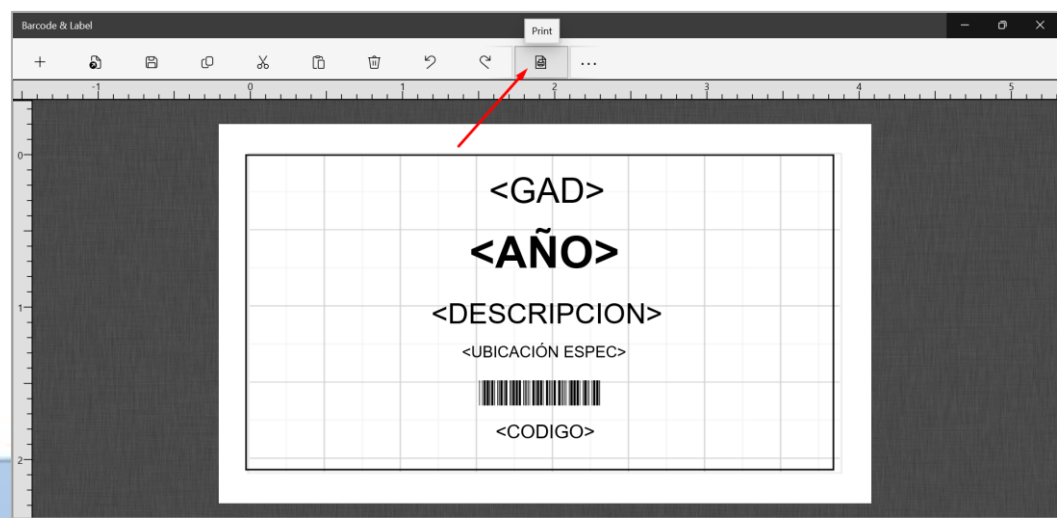 Barcode & Label
Print
-1 0 1 2 3 4 5
0
<GAD>
<AÑO>
1
<DESCRIPCION>
<UBICACIÓN ESPEC>
<CODIGO>
2